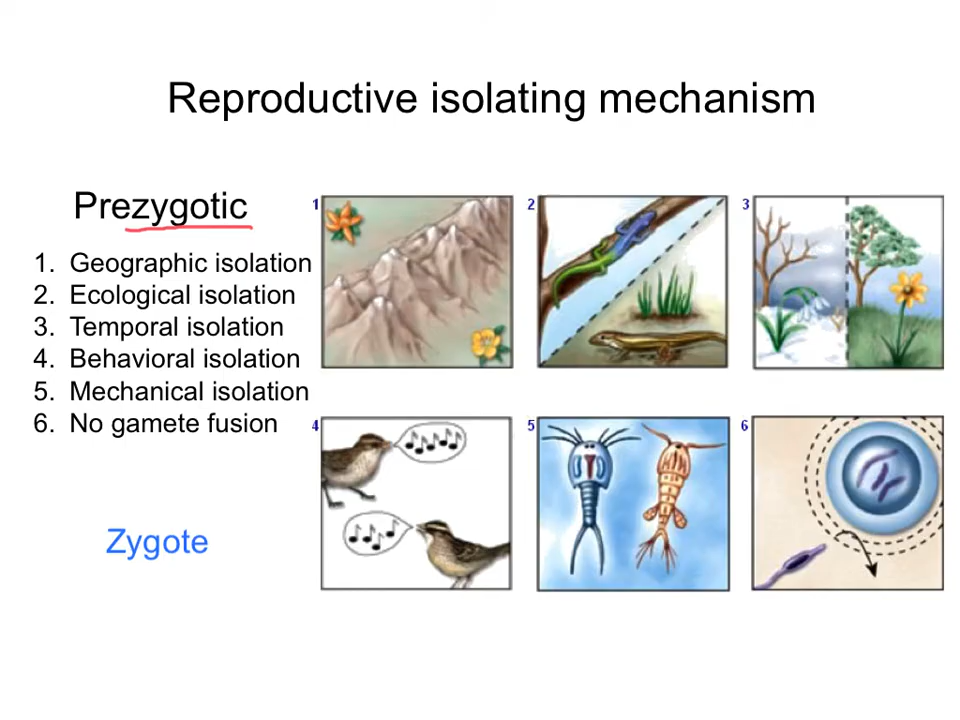 Reproductive isolating mechanism
Prezygotic
1. Geographic isolation
2. Ecological isolation
3. Temporal isolation
4. Behavioral isolation
5. Mechanical isolation
6. No gamete fusion
Zygote
1
2
3
4
5
6